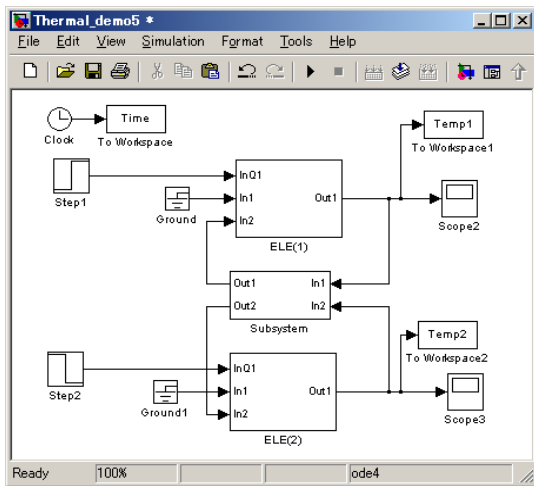 Thermal_demo5 *
File Edit View Simulation Format Tools Help
Time
Clock
To Workspace
Temp1
To Workspace1
Step1
InQ1
In1
In2
Out1
Ground
ELE(1)
Scope2
Out1
Out2
In1
In2
Subsystem
Temp2
To Workspace2
Step2
InQ1
In1
In2
Out1
Ground1
ELE(2)
Scope3
Ready 100% ode4